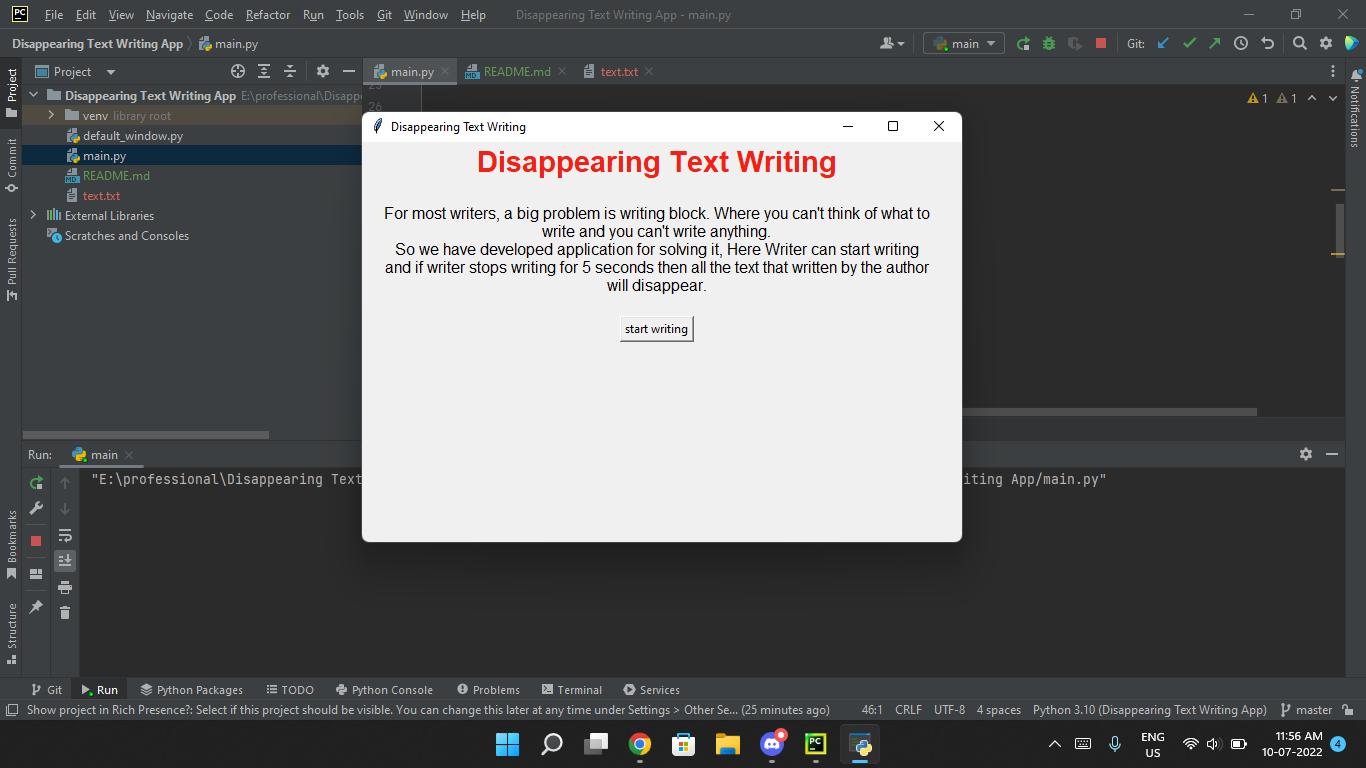 PC File Edit View Navigate Code Refactor Run Tools Git Window Help Disappearing Text Writing App - main.py
Disappearing Text Writing App main.py main Git:
Project
Project
main.py README.md text.txt
Disappearing Text Writing App E:\professional\Disappe
26
1 1
venv library root
default_window.py
main.py
README.md
text.txt
External Libraries
Scratches and Consoles
Commit
Pull Requests
Notifications
Disappearing Text Writing
Disappearing Text Writing
For most writers, a big problem is writing block. Where you can't think of what to
write and you can't write anything.
So we have developed application for solving it, Here Writer can start writing
and if writer stops writing for 5 seconds then all the text that written by the author
will disappear.
start writing
Run: main
"E:\professional\Disappearing Text
iting App/main.py"
Bookmarks
Structure
Git Run Python Packages TODO Python Console Problems Terminal Services
Show project in Rich Presence?: Select if this project should be visible. You can change this later at any time under Settings > Other Se... (25 minutes ago) 46:1 CRLF UTF-8 4 spaces Python 3.10 (Disappearing Text Writing App) master
PC
ENG
US
11:56 AM
10-07-2022
4